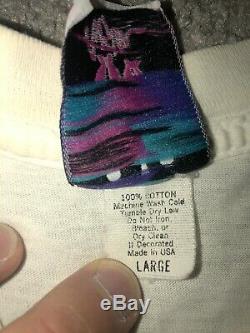 100% COTTON
Machine Wash Cold
Tumble Dry Low
Do Not Iron,
Bleach, or
Dry Clean
If Decorated
Made in USA
LARGE